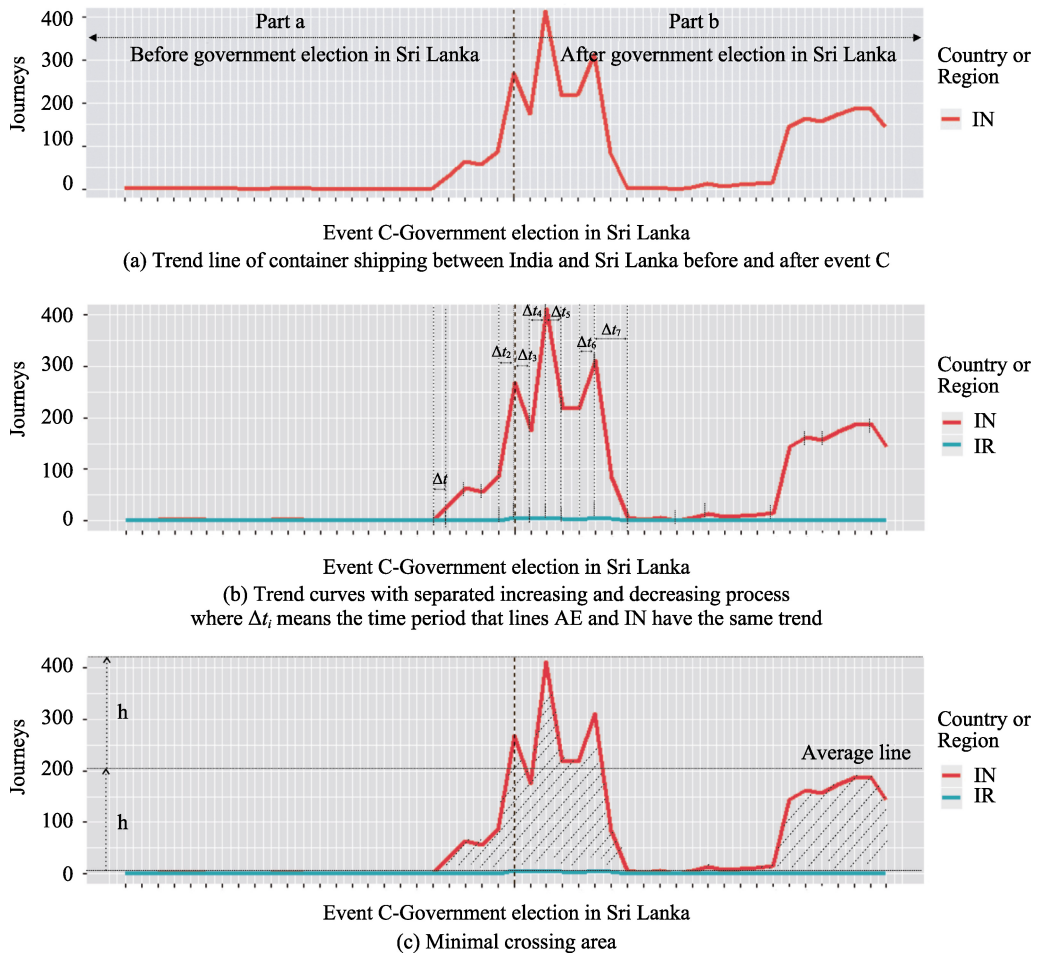 Part a
Part b
Before government election in Sri Lanka
After government election in Sri Lanka
400
300
200
100
0
Journeys
Country or
Region
IN
Event C-Government election in Sri Lanka
(a) Trend line of container shipping between India and Sri Lanka before and after event C
400
300
200
100
0
Journeys
Δt
Δt₂
Δt₃
Δt₄
Δt₅
Δt₆
Δt₇
Country or
Region
IN
IR
Event C-Government election in Sri Lanka
(b) Trend curves with separated increasing and decreasing process
where Δtᵢ means the time period that lines AE and IN have the same trend
400
300
200
100
0
Journeys
h
h
Average line
Country or
Region
IN
IR
Event C-Government election in Sri Lanka
(c) Minimal crossing area